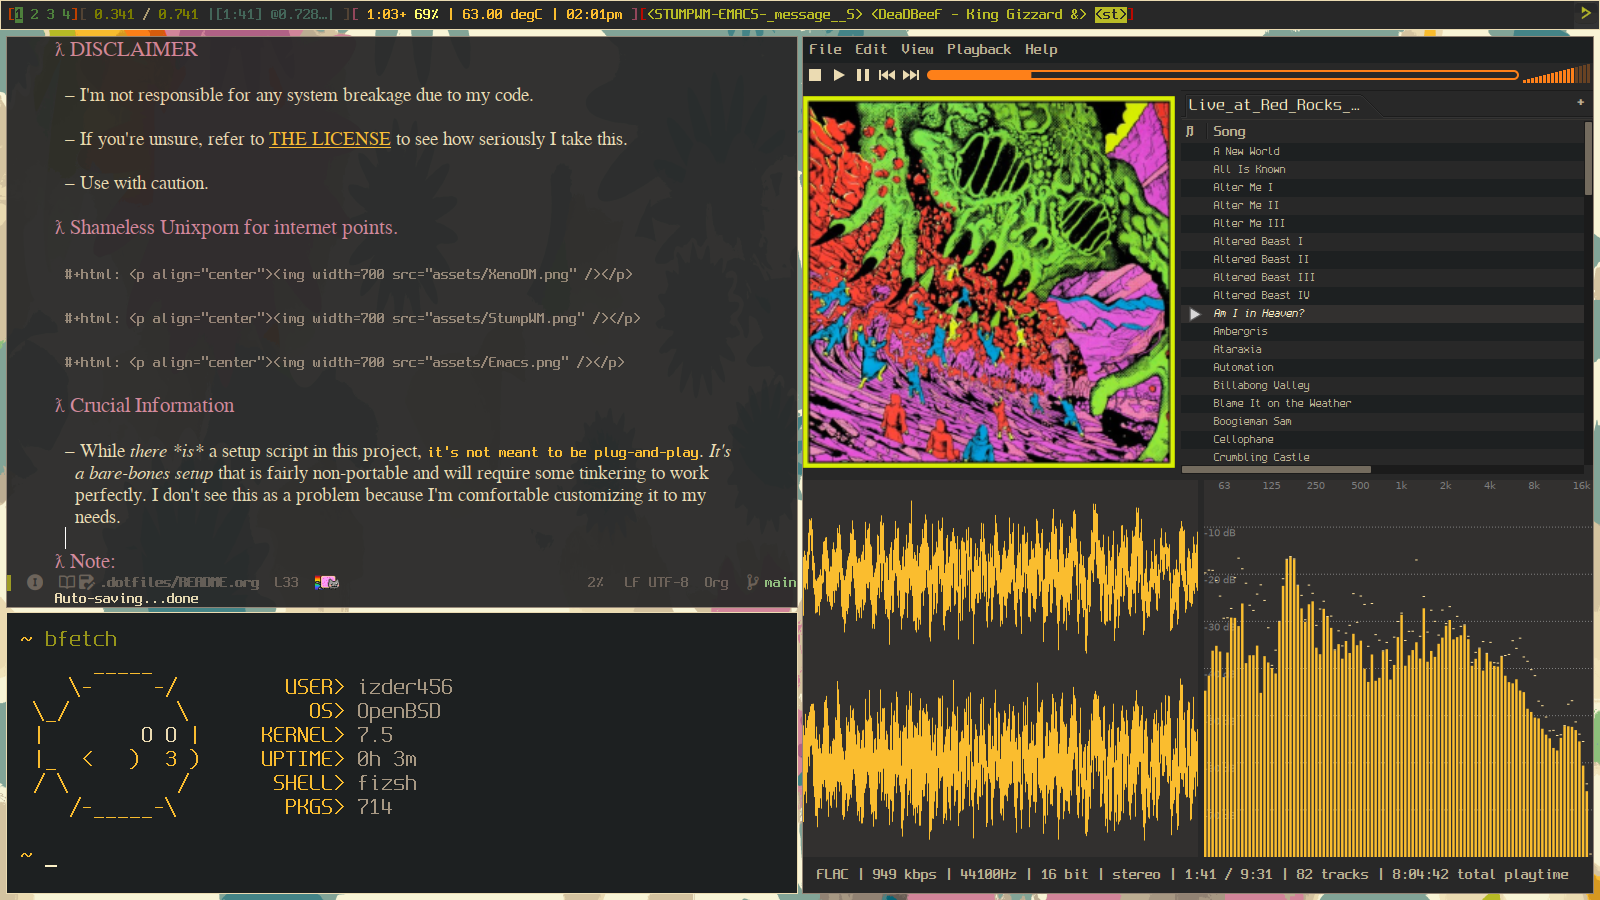 [1 2 3 4][ 0.341 / 0.741 |[1:41] @0.728…| ][ 1:03+ 69% | 63.00 degC | 02:01pm ][<STUMPWM-EMACS-_message__S> <DeaDBeeF - King Gizzard &> <st>]
λ DISCLAIMER
– I'm not responsible for any system breakage due to my code.
– If you're unsure, refer to THE LICENSE to see how seriously I take this.
– Use with caution.
λ Shameless Unixporn for internet points.
#+html: <p align="center"><img width=700 src="assets/XenoDM.png" /></p>
#+html: <p align="center"><img width=700 src="assets/StumpWM.png" /></p>
#+html: <p align="center"><img width=700 src="assets/Emacs.png" /></p>
λ Crucial Information
– While there *is* a setup script in this project, it's not meant to be plug-and-play. It's
a bare-bones setup that is fairly non-portable and will require some tinkering to work
perfectly. I don't see this as a problem because I'm comfortable customizing it to my
needs.
λ Note:
.dotfiles/README.org L33 2% LF UTF-8 Org main
Auto-saving...done
~ bfetch
_____
\- -/ USER> izder456
\_/ \ OS> OpenBSD
| O O | KERNEL> 7.5
|_ < ) 3 ) UPTIME> 0h 3m
/ \ / SHELL> fizsh
/-_____-\ PKGS> 714
~ _
File Edit View Playback Help
Live_at_Red_Rocks_… +
Song
A New World
All Is Known
Alter Me I
Alter Me II
Alter Me III
Altered Beast I
Altered Beast II
Altered Beast III
Altered Beast IV
Am I in Heaven?
Ambergris
Ataraxia
Automation
Billabong Valley
Blame It on the Weather
Boogieman Sam
Cellophane
Crumbling Castle
63 125 250 500 1k 2k 4k 8k 16k
-10 dB
-20 dB
-30 dB
FLAC | 949 kbps | 44100Hz | 16 bit | stereo | 1:41 / 9:31 | 82 tracks | 8:04:42 total playtime